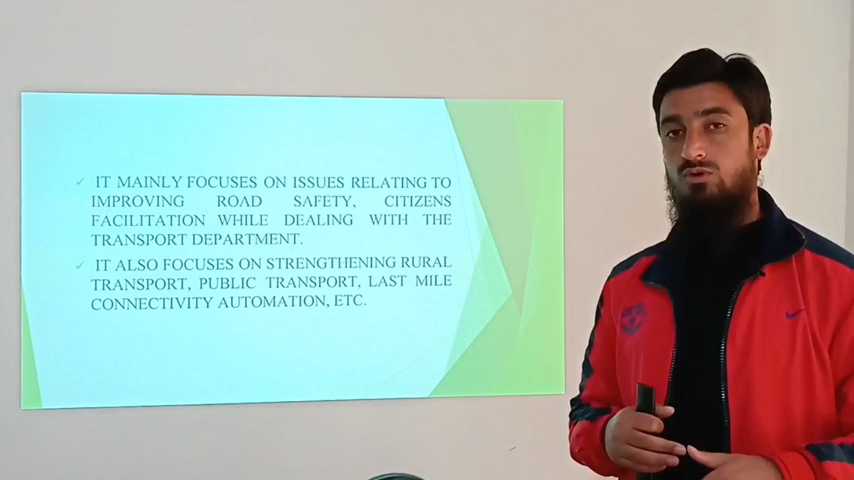 ✓ IT MAINLY FOCUSES ON ISSUES RELATING TO
IMPROVING ROAD SAFETY, CITIZENS
FACILITATION WHILE DEALING WITH THE
TRANSPORT DEPARTMENT.
✓ IT ALSO FOCUSES ON STRENGTHENING RURAL
TRANSPORT, PUBLIC TRANSPORT, LAST MILE
CONNECTIVITY AUTOMATION, ETC.